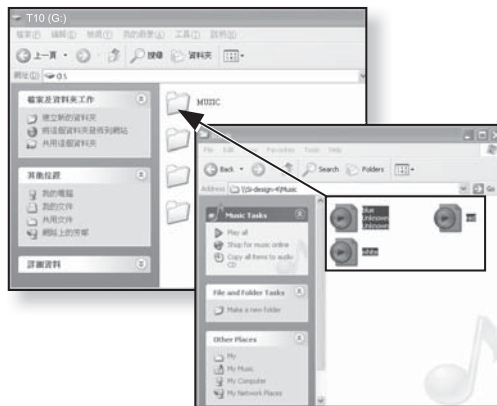 T10 (G:)
檔案(F) 編輯(E) 檢視(V) 我的最愛(A) 工具(T) 說明(H)
上一頁 搜尋 資料夾
網址(D) G:\
檔案及資料夾工作
建立新的資料夾
將這個資料夾發佈到網站
共用這個資料夾
MUSIC
其他位置
我的電腦
我的文件
共用文件
網路上的芳鄰
詳細資料
File Edit View Favorites Tools Help
Back Search Folders
Address \\Si-design-4\Music Go
Music Tasks
Play all
Shop for music online
Copy all items to audio
CD
File and Folder Tasks
Make a new folder
Other Places
My
My Music
My Computer
My Network Places
blue
Unknown
Unknown
red
white